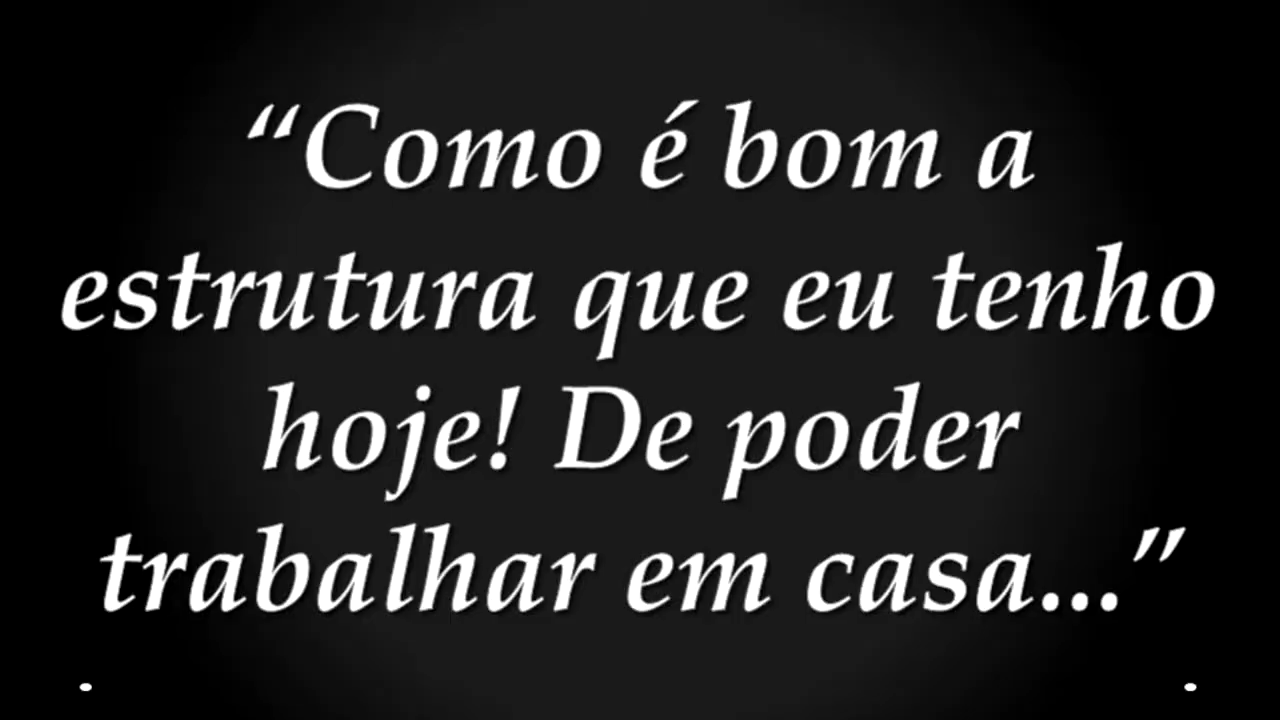 “Como é bom a
estrutura que eu tenho
hoje! De poder
trabalhar em casa...”